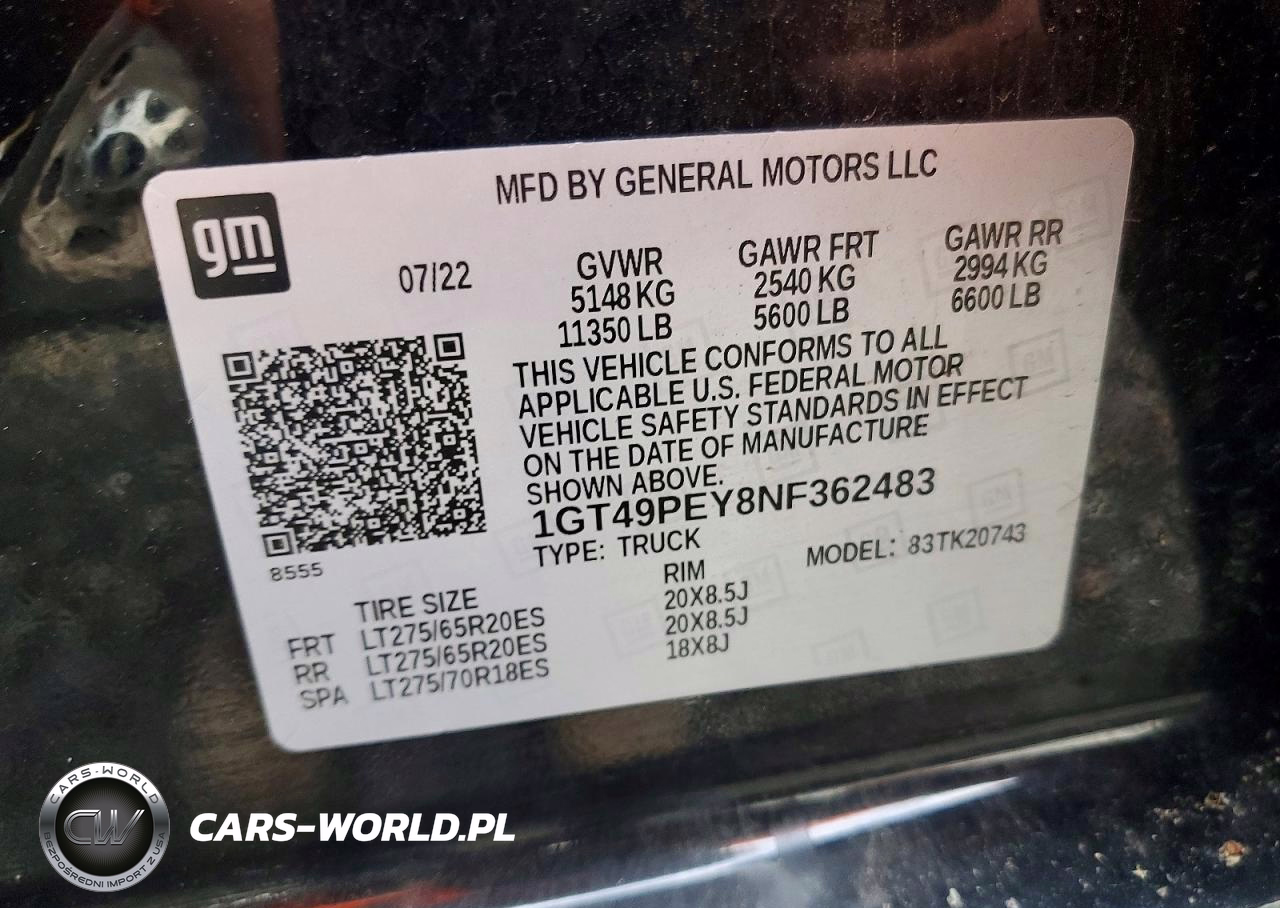 MFD BY GENERAL MOTORS LLC
gm
07/22
GVWR GAWR FRT GAWR RR
5148 KG 2540 KG 2994 KG
11350 LB 5600 LB 6600 LB
THIS VEHICLE CONFORMS TO ALL
APPLICABLE U.S. FEDERAL MOTOR
VEHICLE SAFETY STANDARDS IN EFFECT
ON THE DATE OF MANUFACTURE
SHOWN ABOVE.
1GT49PEY8NF362483
TYPE: TRUCK MODEL: 83TK20743
8555
TIRE SIZE RIM
FRT LT275/65R20ES 20X8.5J
RR LT275/65R20ES 20X8.5J
SPA LT275/70R18ES 18X8J
CARS-WORLD
CW
BEZPOŚREDNI IMPORT Z USA
CARS-WORLD.PL